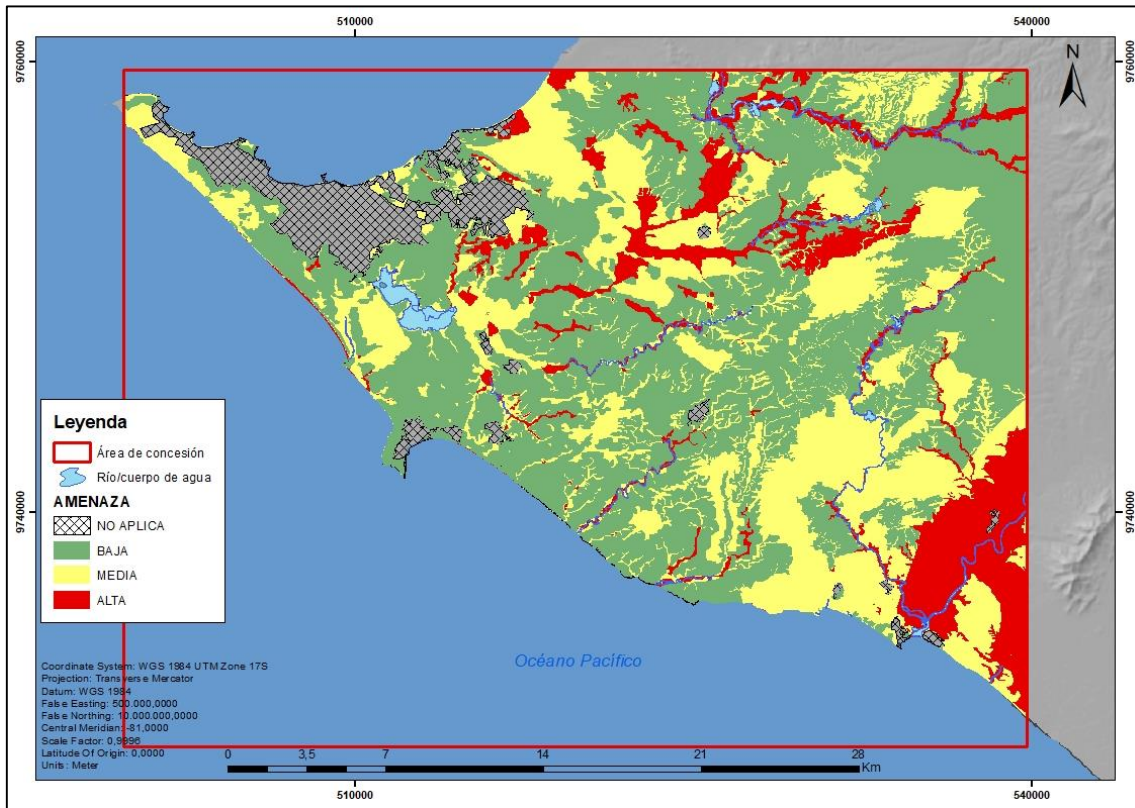 510000
540000
9760000
9760000
N
Leyenda
Área de concesión
Río/cuerpo de agua
AMENAZA
NO APLICA
BAJA
MEDIA
ALTA
9740000
9740000
Océano Pacífico
Coordinate System: WGS 1984 UTM Zone 17S
Projection: Transverse Mercator
Datum: WGS 1984
False Easting: 500.000,0000
False Northing: 10.000.000,0000
Central Meridian: -81,0000
Scale Factor: 0,9996
Latitude Of Origin: 0,0000
Units: Meter
0 3,5 7 14 21 28
Km
510000
540000